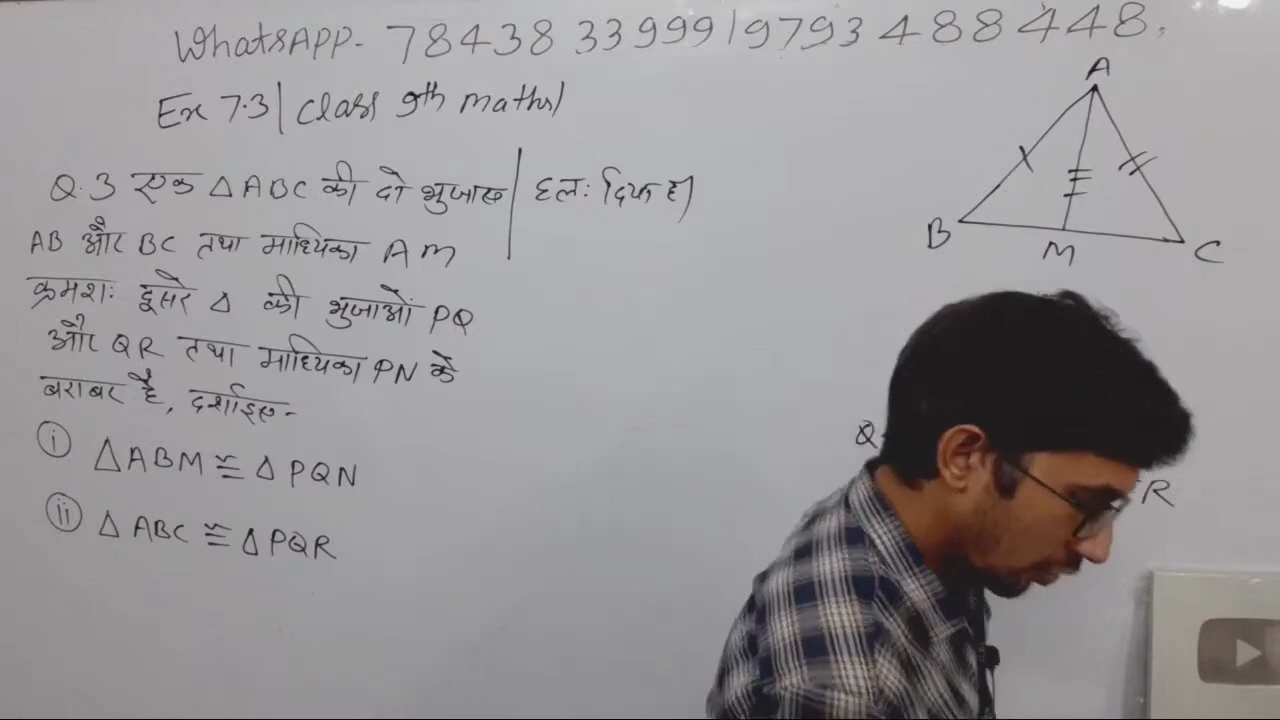 WhatsAPP- 7843833999/9793488448.
Ex 7.3/ Class 9th maths/
Q.3 एक △ABC की दो भुजाएं
AB और BC तथा माध्यिका AM
क्रमशः दूसरे △ की भुजाओं PQ
और QR तथा माध्यिका PN के
बराबर है, दर्शाइए-
(i) △ABM ≅ △PQN
(ii) △ABC ≅ △PQR
हल: दिया है
A
B
M
C
Q
R